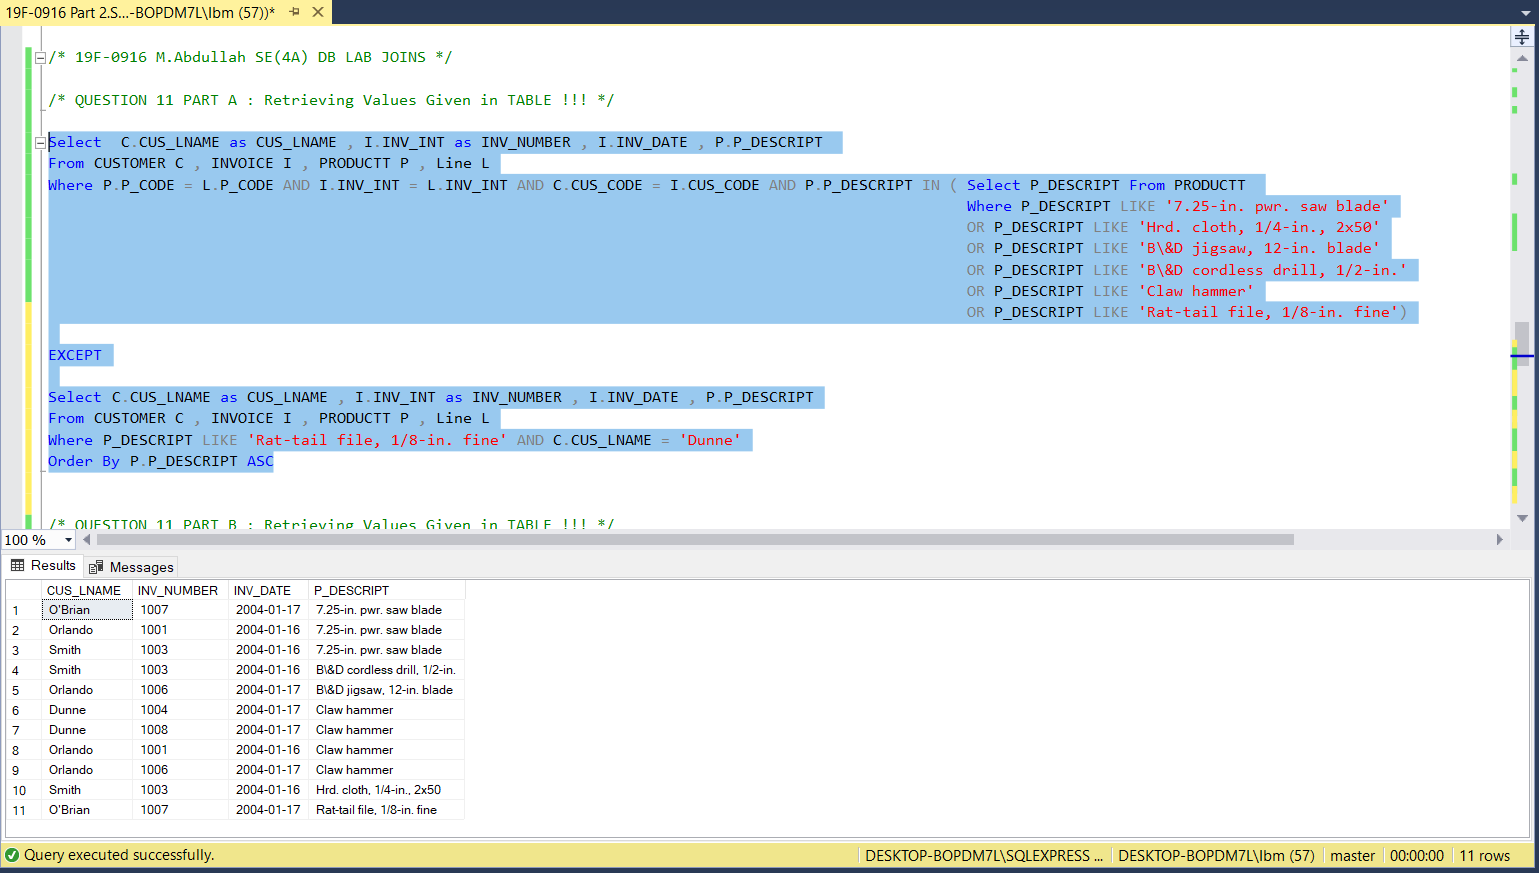 19F-0916 Part 2.S...-BOPDM7L\Ibm (57))*
/* 19F-0916 M.Abdullah SE(4A) DB LAB JOINS */
/* QUESTION 11 PART A : Retrieving Values Given in TABLE !!! */
Select  C.CUS_LNAME as CUS_LNAME , I.INV_INT as INV_NUMBER , I.INV_DATE , P.P_DESCRIPT
From CUSTOMER C , INVOICE I , PRODUCTT P , Line L
Where P.P_CODE = L.P_CODE AND I.INV_INT = L.INV_INT AND C.CUS_CODE = I.CUS_CODE AND P.P_DESCRIPT IN ( Select P_DESCRIPT From PRODUCTT
Where P_DESCRIPT LIKE '7.25-in. pwr. saw blade'
OR P_DESCRIPT LIKE 'Hrd. cloth, 1/4-in., 2x50'
OR P_DESCRIPT LIKE 'B\&D jigsaw, 12-in. blade'
OR P_DESCRIPT LIKE 'B\&D cordless drill, 1/2-in.'
OR P_DESCRIPT LIKE 'Claw hammer'
OR P_DESCRIPT LIKE 'Rat-tail file, 1/8-in. fine')
EXCEPT
Select C.CUS_LNAME as CUS_LNAME , I.INV_INT as INV_NUMBER , I.INV_DATE , P.P_DESCRIPT
From CUSTOMER C , INVOICE I , PRODUCTT P , Line L
Where P_DESCRIPT LIKE 'Rat-tail file, 1/8-in. fine' AND C.CUS_LNAME = 'Dunne'
Order By P.P_DESCRIPT ASC
/* QUESTION 11 PART B : Retrieving Values Given in TABLE !!! */
100 %
Results Messages
CUS_LNAME INV_NUMBER INV_DATE P_DESCRIPT
1 O'Brian 1007 2004-01-17 7.25-in. pwr. saw blade
2 Orlando 1001 2004-01-16 7.25-in. pwr. saw blade
3 Smith 1003 2004-01-16 7.25-in. pwr. saw blade
4 Smith 1003 2004-01-16 B\&D cordless drill, 1/2-in.
5 Orlando 1006 2004-01-17 B\&D jigsaw, 12-in. blade
6 Dunne 1004 2004-01-17 Claw hammer
7 Dunne 1008 2004-01-17 Claw hammer
8 Orlando 1001 2004-01-16 Claw hammer
9 Orlando 1006 2004-01-17 Claw hammer
10 Smith 1003 2004-01-16 Hrd. cloth, 1/4-in., 2x50
11 O'Brian 1007 2004-01-17 Rat-tail file, 1/8-in. fine
Query executed successfully. DESKTOP-BOPDM7L\SQLEXPRESS ... DESKTOP-BOPDM7L\Ibm (57) master 00:00:00 11 rows